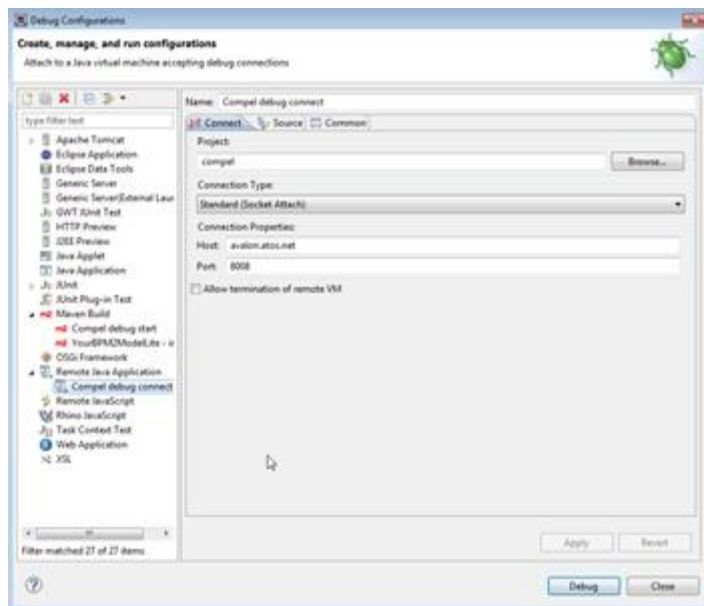 Debug Configurations
Create, manage, and run configurations
Attach to a Java virtual machine accepting debug connections
type filter text
Apache Tomcat
Eclipse Application
Eclipse Data Tools
Generic Server
Generic Server(External Laur
GWT JUnit Test
HTTP Preview
J2EE Preview
Java Applet
Java Application
JUnit
JUnit Plug-in Test
Maven Build
Compel debug start
YourBPM2ModelLite - ir
OSGi Framework
Remote Java Application
Compel debug connect
Remote JavaScript
Rhino JavaScript
Task Context Test
Web Application
XSL
Filter matched 27 of 27 items
Name: Compel debug connect
Connect Source Common
Project:
compel
Browse...
Connection Type:
Standard (Socket Attach)
Connection Properties:
Host: avalon.atos.net
Port: 8008
Allow termination of remote VM
Apply Revert
Debug Close